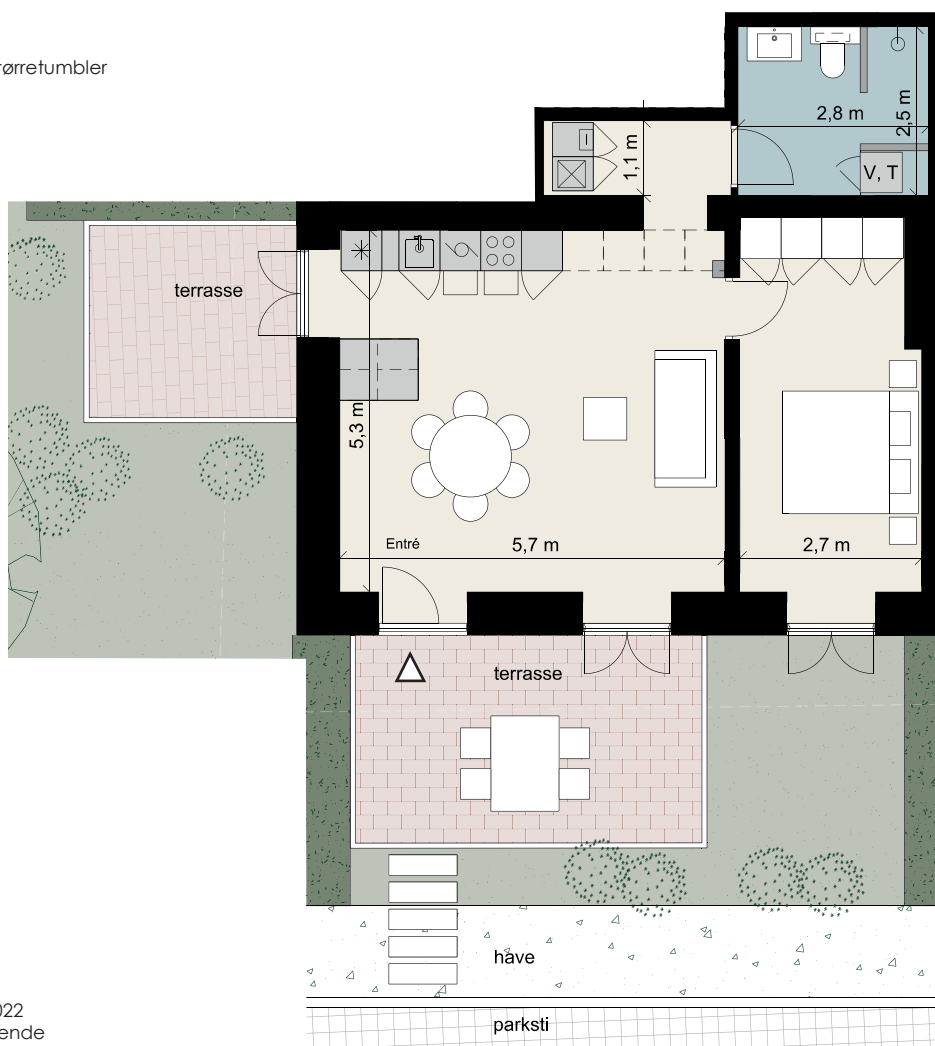 ørretumbler
2,8 m
2,5 m
1,1 m
V, T
terrasse
5,3 m
Entré
5,7 m
2,7 m
terrasse
have
parksti
022
ende